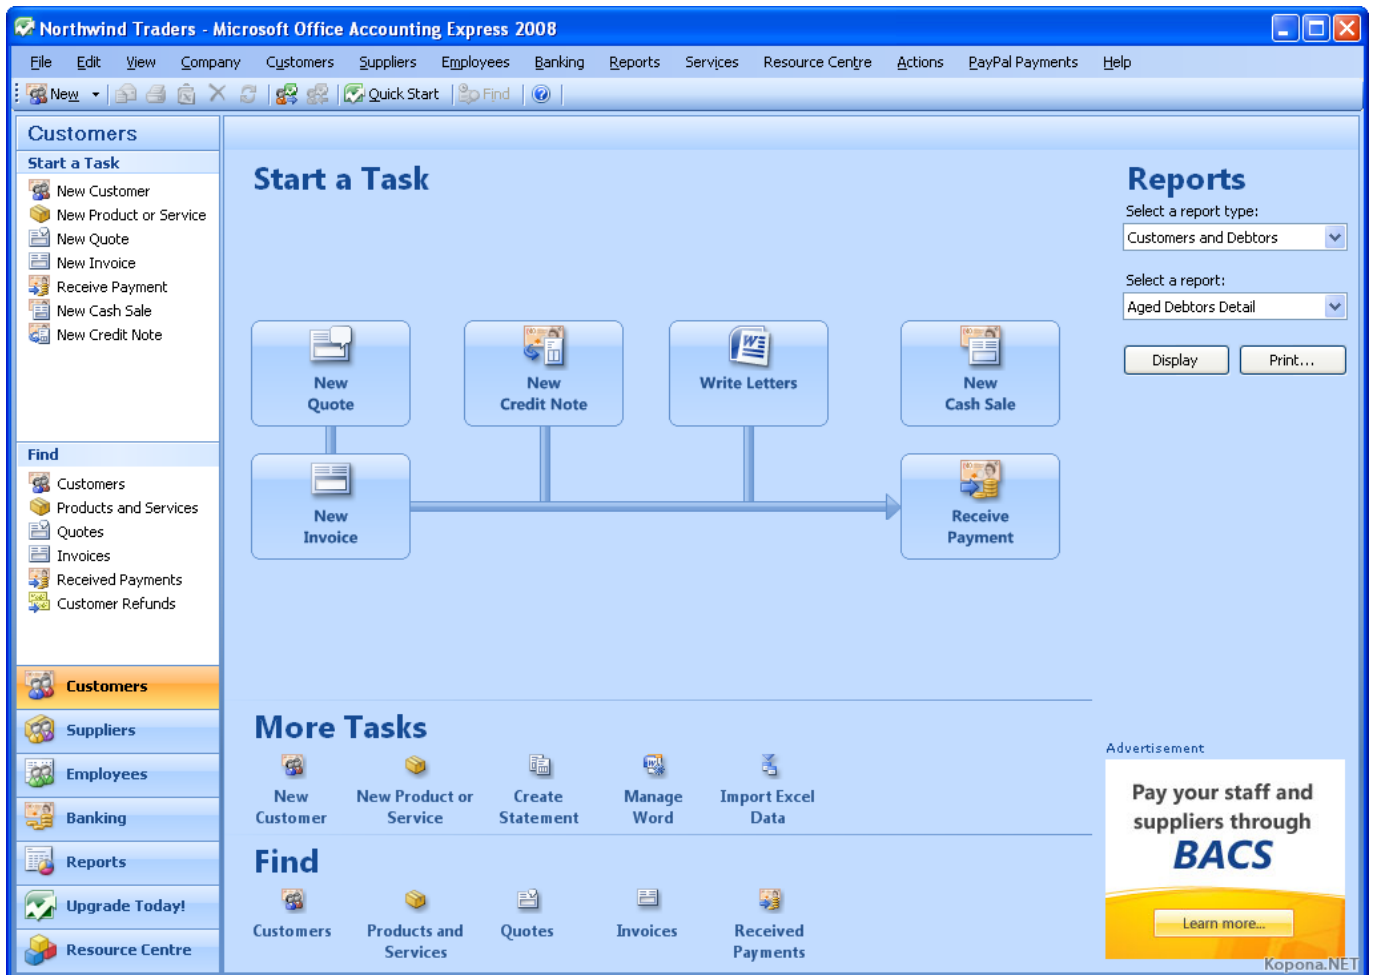 Northwind Traders - Microsoft Office Accounting Express 2008
File Edit View Company Customers Suppliers Employees Banking Reports Services Resource Centre Actions PayPal Payments Help
New Quick Start Find
Customers
Start a Task
New Customer
New Product or Service
New Quote
New Invoice
Receive Payment
New Cash Sale
New Credit Note
Find
Customers
Products and Services
Quotes
Invoices
Received Payments
Customer Refunds
Customers
Suppliers
Employees
Banking
Reports
Upgrade Today!
Resource Centre
Start a Task
New
Quote
New
Credit Note
Write Letters
New
Cash Sale
New
Invoice
Receive
Payment
More Tasks
New
Customer
New Product or
Service
Create
Statement
Manage
Word
Import Excel
Data
Find
Customers
Products and
Services
Quotes
Invoices
Received
Payments
Reports
Select a report type:
Customers and Debtors
Select a report:
Aged Debtors Detail
Display Print...
Advertisement
Pay your staff and
suppliers through
BACS
Learn more...
Kopona.NET